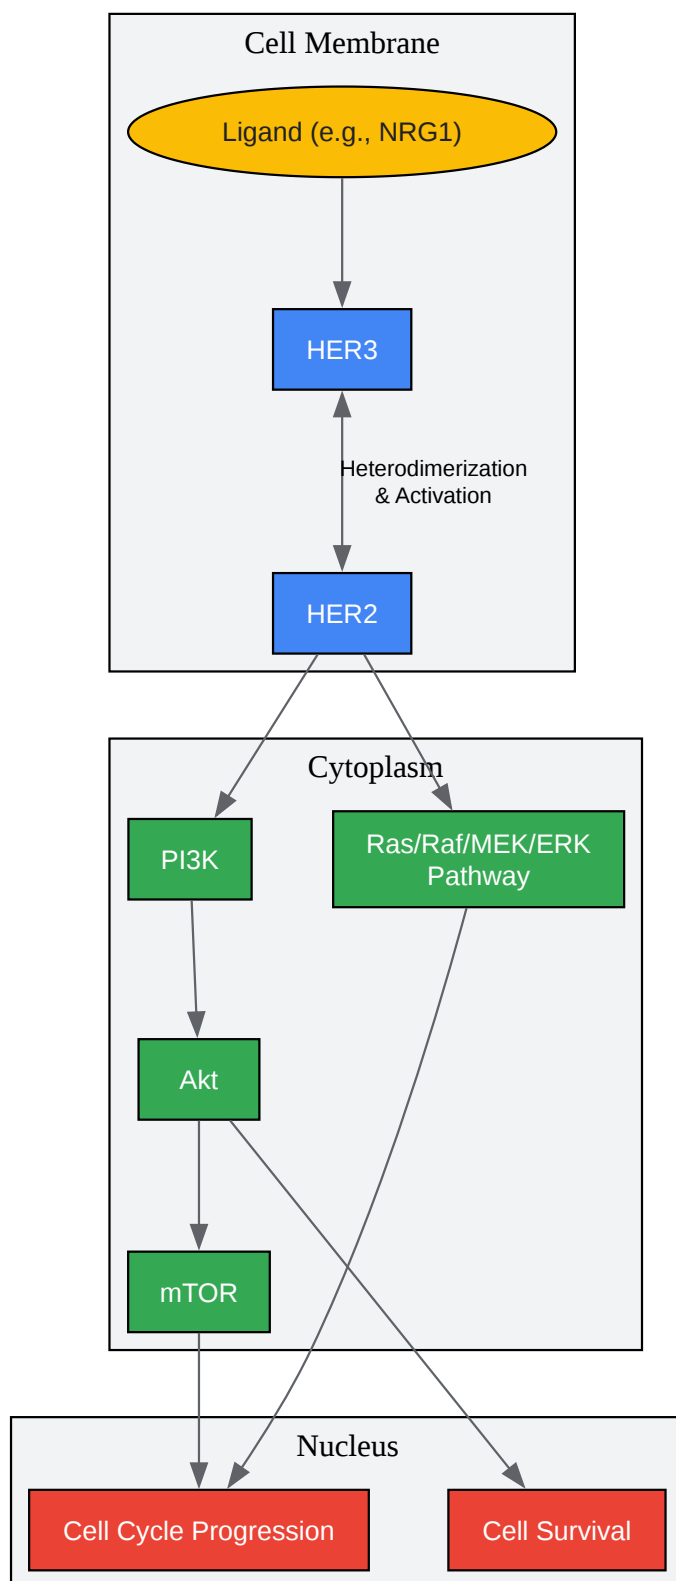 Cell Membrane
Ligand (e.g., NRG1)
HER3
Heterodimerization
& Activation
HER2
Cytoplasm
PI3K
Ras/Raf/MEK/ERK
Pathway
Akt
mTOR
Nucleus
Cell Cycle Progression
Cell Survival